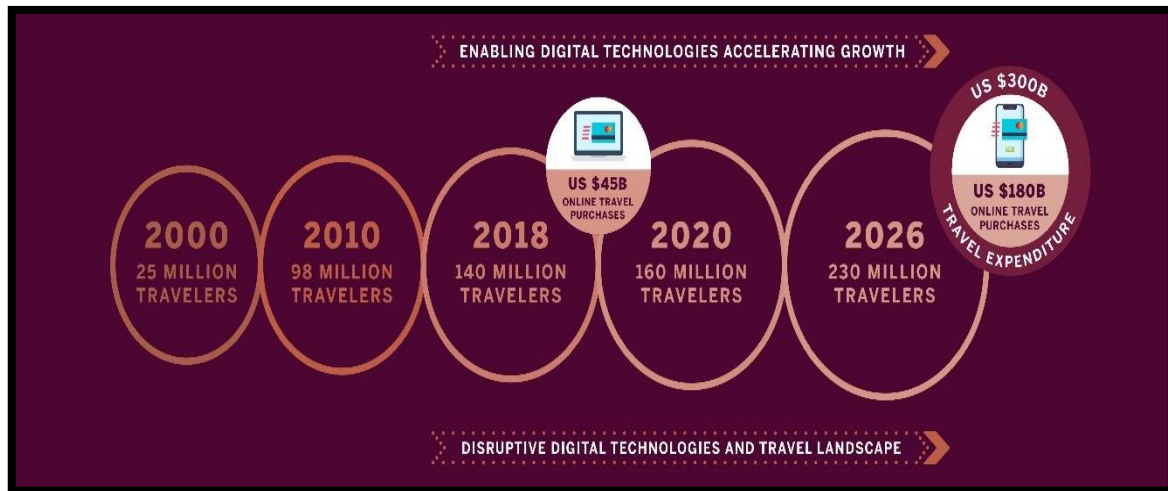 ENABLING DIGITAL TECHNOLOGIES ACCELERATING GROWTH
2000
25 MILLION
TRAVELERS
2010
98 MILLION
TRAVELERS
2018
140 MILLION
TRAVELERS
US $45B
ONLINE TRAVEL
PURCHASES
2020
160 MILLION
TRAVELERS
2026
230 MILLION
TRAVELERS
US $300B
US $180B
ONLINE TRAVEL
PURCHASES
TRAVEL EXPENDITURE
DISRUPTIVE DIGITAL TECHNOLOGIES AND TRAVEL LANDSCAPE